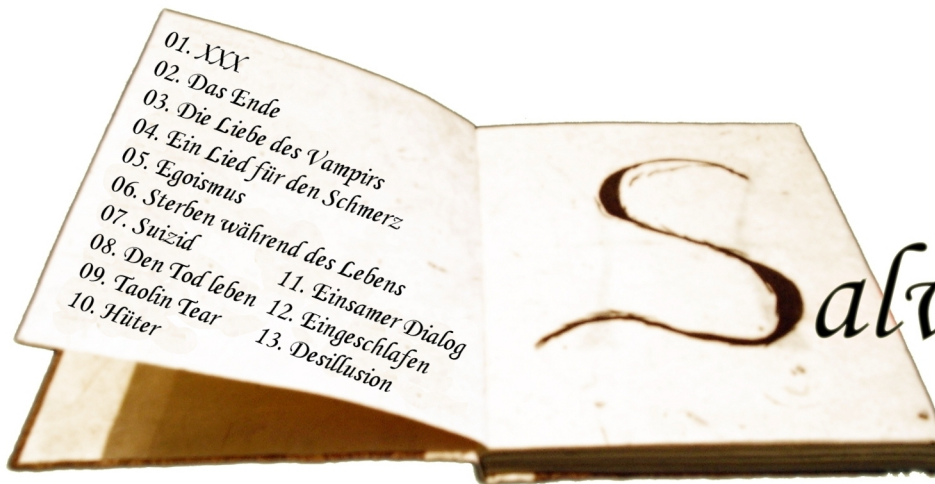 01. XXX
02. Das Ende
03. Die Liebe des Vampirs
04. Ein Lied für den Schmerz
05. Egoismus
06. Sterben während des Lebens
07. Suizid
08. Den Tod leben
09. Taolin Tear
10. Hüter
11. Einsamer Dialog
12. Eingeschlafen
13. Desillusion